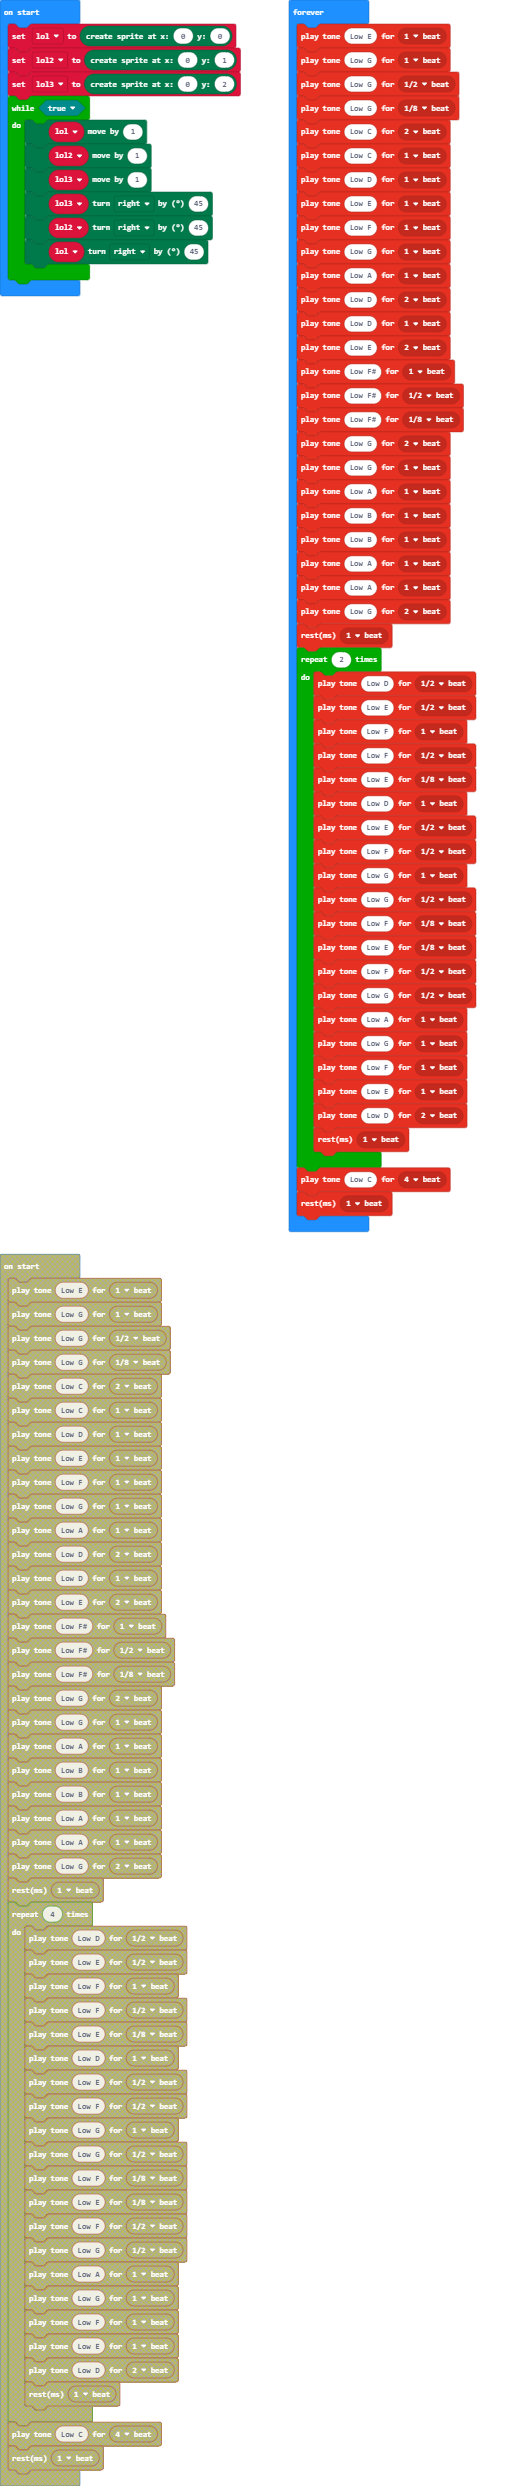 on start
set lol to create sprite at x: 0 y: 0
set lol2 to create sprite at x: 0 y: 1
set lol3 to create sprite at x: 0 y: 2
while true
do
lol move by 1
lol2 move by 1
lol3 move by 1
lol3 turn right by (°) 45
lol2 turn right by (°) 45
lol turn right by (°) 45
forever
play tone Low E for 1 beat
play tone Low G for 1 beat
play tone Low G for 1/2 beat
play tone Low G for 1/8 beat
play tone Low C for 2 beat
play tone Low C for 1 beat
play tone Low D for 1 beat
play tone Low E for 1 beat
play tone Low F for 1 beat
play tone Low G for 1 beat
play tone Low A for 1 beat
play tone Low D for 2 beat
play tone Low D for 1 beat
play tone Low E for 2 beat
play tone Low F# for 1 beat
play tone Low F# for 1/2 beat
play tone Low F# for 1/8 beat
play tone Low G for 2 beat
play tone Low G for 1 beat
play tone Low A for 1 beat
play tone Low B for 1 beat
play tone Low B for 1 beat
play tone Low A for 1 beat
play tone Low A for 1 beat
play tone Low G for 2 beat
rest(ms) 1 beat
repeat 2 times
do
play tone Low D for 1/2 beat
play tone Low E for 1/2 beat
play tone Low F for 1 beat
play tone Low F for 1/2 beat
play tone Low E for 1/8 beat
play tone Low D for 1 beat
play tone Low E for 1/2 beat
play tone Low F for 1/2 beat
play tone Low G for 1 beat
play tone Low G for 1/2 beat
play tone Low F for 1/8 beat
play tone Low E for 1/8 beat
play tone Low F for 1/2 beat
play tone Low G for 1/2 beat
play tone Low A for 1 beat
play tone Low G for 1 beat
play tone Low F for 1 beat
play tone Low E for 1 beat
play tone Low D for 2 beat
rest(ms) 1 beat
play tone Low C for 4 beat
rest(ms) 1 beat
on start
play tone Low E for 1 beat
play tone Low G for 1 beat
play tone Low G for 1/2 beat
play tone Low G for 1/8 beat
play tone Low C for 2 beat
play tone Low C for 1 beat
play tone Low D for 1 beat
play tone Low E for 1 beat
play tone Low F for 1 beat
play tone Low G for 1 beat
play tone Low A for 1 beat
play tone Low D for 2 beat
play tone Low D for 1 beat
play tone Low E for 2 beat
play tone Low F# for 1 beat
play tone Low F# for 1/2 beat
play tone Low F# for 1/8 beat
play tone Low G for 2 beat
play tone Low G for 1 beat
play tone Low A for 1 beat
play tone Low B for 1 beat
play tone Low B for 1 beat
play tone Low A for 1 beat
play tone Low A for 1 beat
play tone Low G for 2 beat
rest(ms) 1 beat
repeat 4 times
do
play tone Low D for 1/2 beat
play tone Low E for 1/2 beat
play tone Low F for 1 beat
play tone Low F for 1/2 beat
play tone Low E for 1/8 beat
play tone Low D for 1 beat
play tone Low E for 1/2 beat
play tone Low F for 1/2 beat
play tone Low G for 1 beat
play tone Low G for 1/2 beat
play tone Low F for 1/8 beat
play tone Low E for 1/8 beat
play tone Low F for 1/2 beat
play tone Low G for 1/2 beat
play tone Low A for 1 beat
play tone Low G for 1 beat
play tone Low F for 1 beat
play tone Low E for 1 beat
play tone Low D for 2 beat
rest(ms) 1 beat
play tone Low C for 4 beat
rest(ms) 1 beat